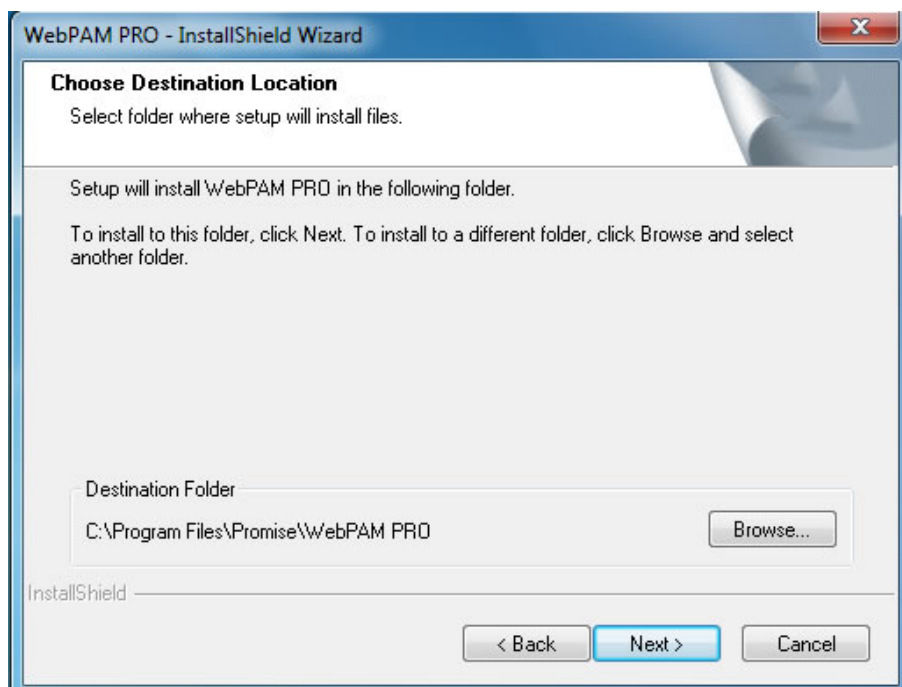 WebPAM PRO - InstallShield Wizard
Choose Destination Location
Select folder where setup will install files.
Setup will install WebPAM PRO in the following folder.
To install to this folder, click Next. To install to a different folder, click Browse and select
another folder.
Destination Folder
C:\Program Files\Promise\WebPAM PRO
Browse...
InstallShield
< Back
Next >
Cancel